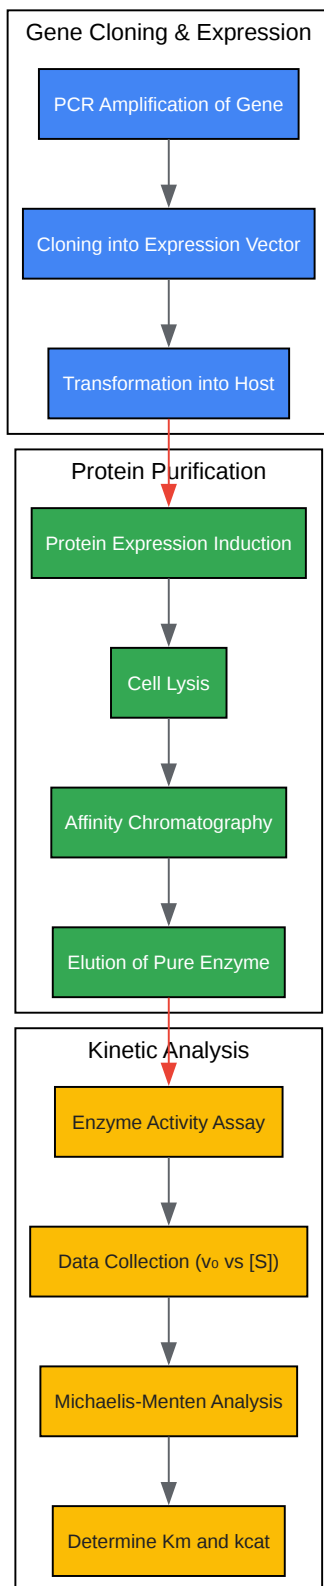 Gene Cloning & Expression
PCR Amplification of Gene
Cloning into Expression Vector
Transformation into Host
Protein Purification
Protein Expression Induction
Cell Lysis
Affinity Chromatography
Elution of Pure Enzyme
Kinetic Analysis
Enzyme Activity Assay
Data Collection (v₀ vs [S])
Michaelis-Menten Analysis
Determine Km and kcat